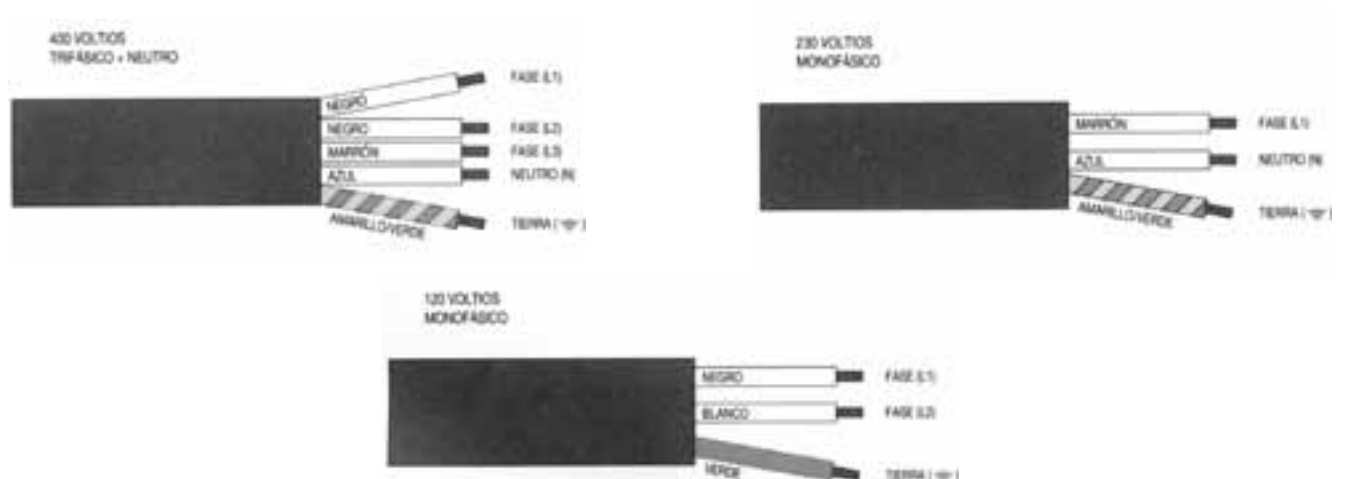 400 VOLTIOS
TRIFÁSICO + NEUTRO
NEGRO
FASE (L1)
NEGRO
FASE (L2)
MARRÓN
FASE (L3)
AZUL
NEUTRO (N)
AMARILLO/VERDE
TIERRA ( ⏚ )
230 VOLTIOS
MONOFÁSICO
MARRÓN
FASE (L1)
AZUL
NEUTRO (N)
AMARILLO/VERDE
TIERRA ( ⏚ )
120 VOLTIOS
MONOFÁSICO
NEGRO
FASE (L1)
BLANCO
FASE (L2)
VERDE
TIERRA ( ⏚ )